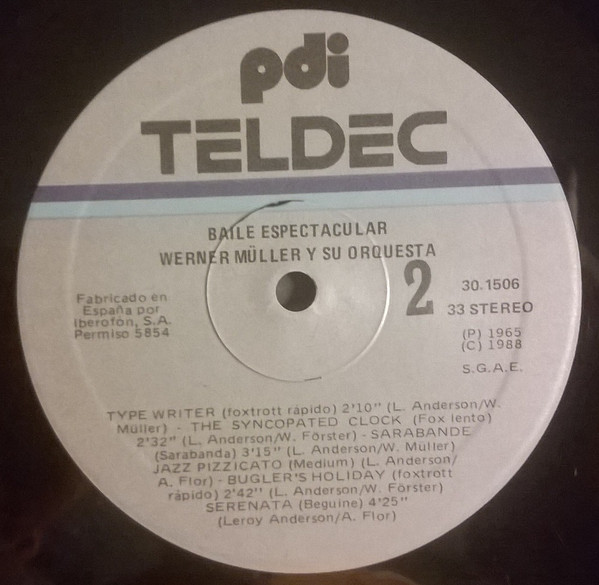 pdi
TELDEC
BAILE ESPECTACULAR
WERNER MÜLLER Y SU ORQUESTA
2
30.1506
33 STEREO
(P) 1965
(C) 1988
S.G.A.E.
Fabricado en
España por
Iberofón, S.A.
Permiso 5854
TYPE WRITER (foxtrott rápido) 2'10" (L. Anderson/W.
Müller) - THE SYNCOPATED CLOCK (Fox lento)
2'32" (L. Anderson/W. Förster) - SARABANDE
(Sarabanda) 3'15" (L. Anderson/W. Müller)
JAZZ PIZZICATO (Medium) (L. Anderson/
A. Flor) - BUGLER'S HOLIDAY (foxtrott
rápido) 2'42" (L. Anderson/W. Förster)
SERENATA (Beguine) 4'25"
(Leroy Anderson/A. Flor)